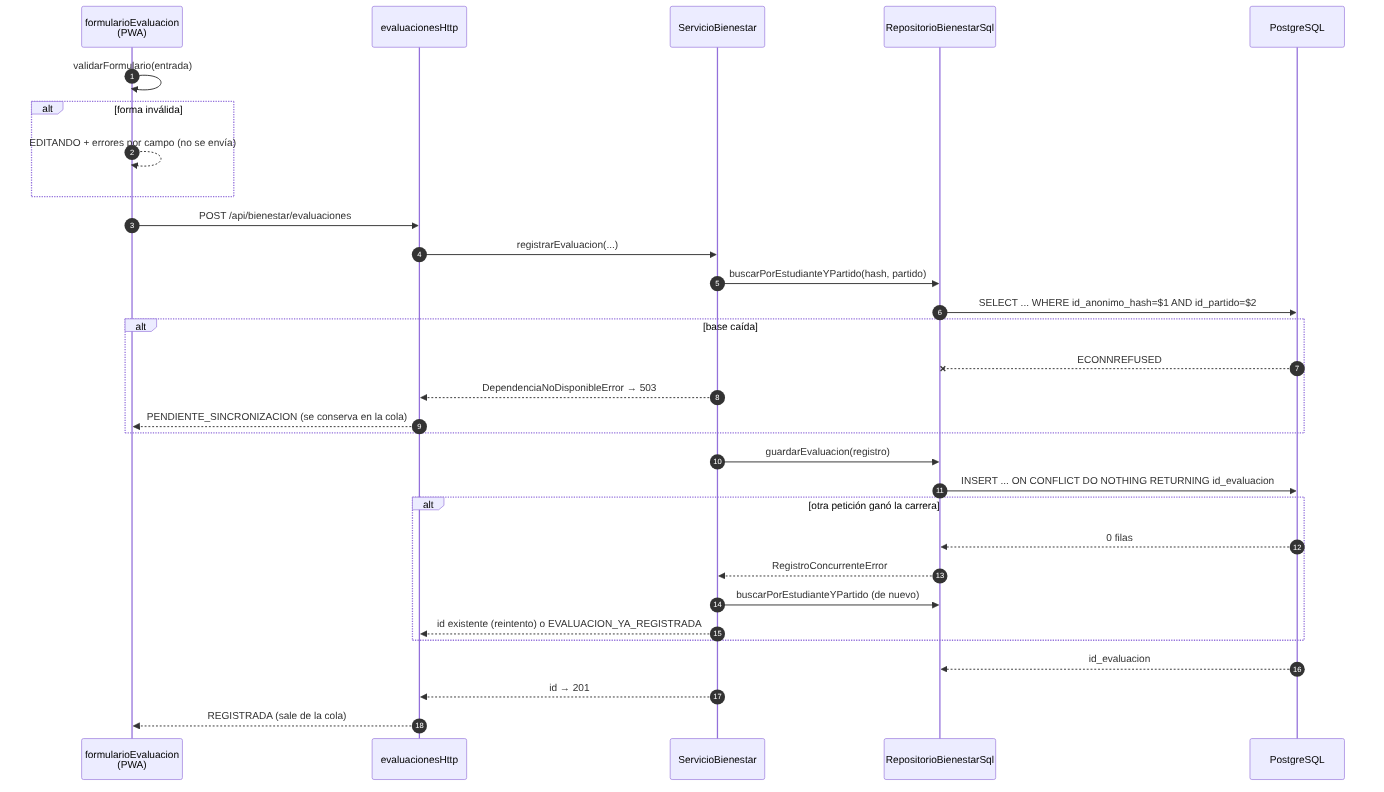 formularioEvaluacion
(PWA)
evaluacionesHttp
ServicioBienestar
RepositorioBienestarSql
PostgreSQL
validarFormulario(entrada)
1
alt
[forma inválida]
EDITANDO + errores por campo (no se envía)
2
POST /api/bienestar/evaluaciones
3
registrarEvaluacion(...)
4
buscarPorEstudianteYPartido(hash, partido)
5
SELECT ... WHERE id_anonimo_hash=$1 AND id_partido=$2
6
alt
[base caída]
ECONNREFUSED
7
DependenciaNoDisponibleError → 503
8
PENDIENTE_SINCRONIZACION (se conserva en la cola)
9
guardarEvaluacion(registro)
10
INSERT ... ON CONFLICT DO NOTHING RETURNING id_evaluacion
11
alt
[otra petición ganó la carrera]
0 filas
12
RegistroConcurrenteError
13
buscarPorEstudianteYPartido (de nuevo)
14
id existente (reintento) o EVALUACION_YA_REGISTRADA
15
id_evaluacion
16
id → 201
17
REGISTRADA (sale de la cola)
18
formularioEvaluacion
(PWA)
evaluacionesHttp
ServicioBienestar
RepositorioBienestarSql
PostgreSQL